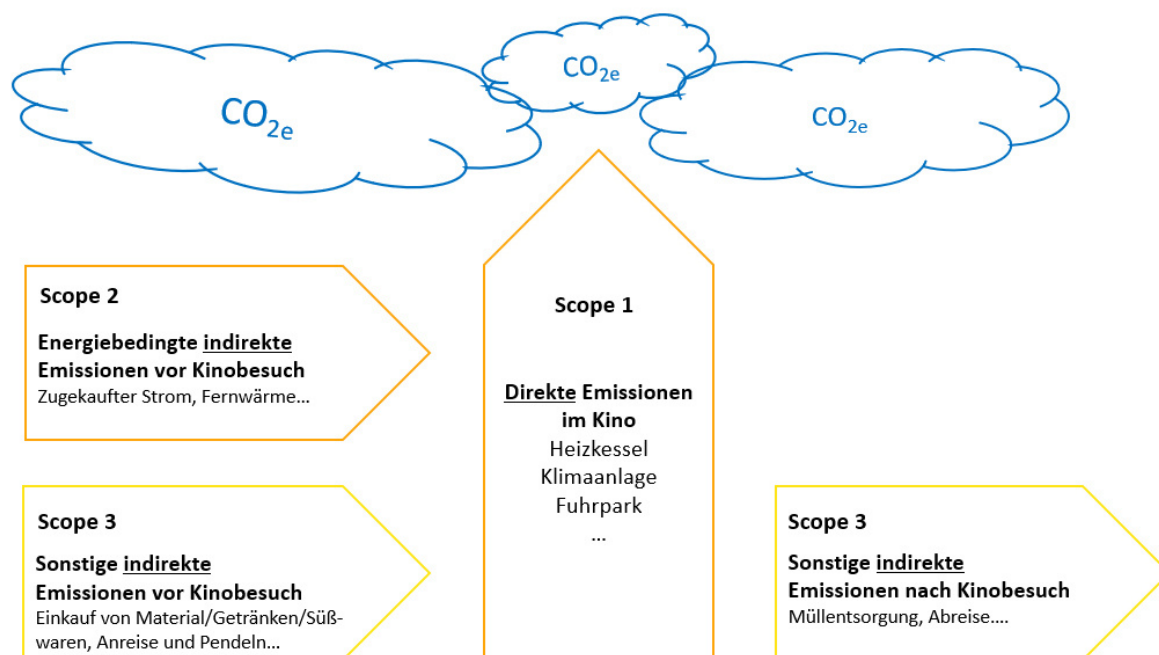 CO2e
CO2e
CO2e
Scope 2
Energiebedingte indirekte
Emissionen vor Kinobesuch
Zugekaufter Strom, Fernwärme...
Scope 1
Direkte Emissionen
im Kino
Heizkessel
Klimaanlage
Fuhrpark
...
Scope 3
Sonstige indirekte
Emissionen vor Kinobesuch
Einkauf von Material/Getränken/Süß-
waren, Anreise und Pendeln...
Scope 3
Sonstige indirekte
Emissionen nach Kinobesuch
Müllentsorgung, Abreise....